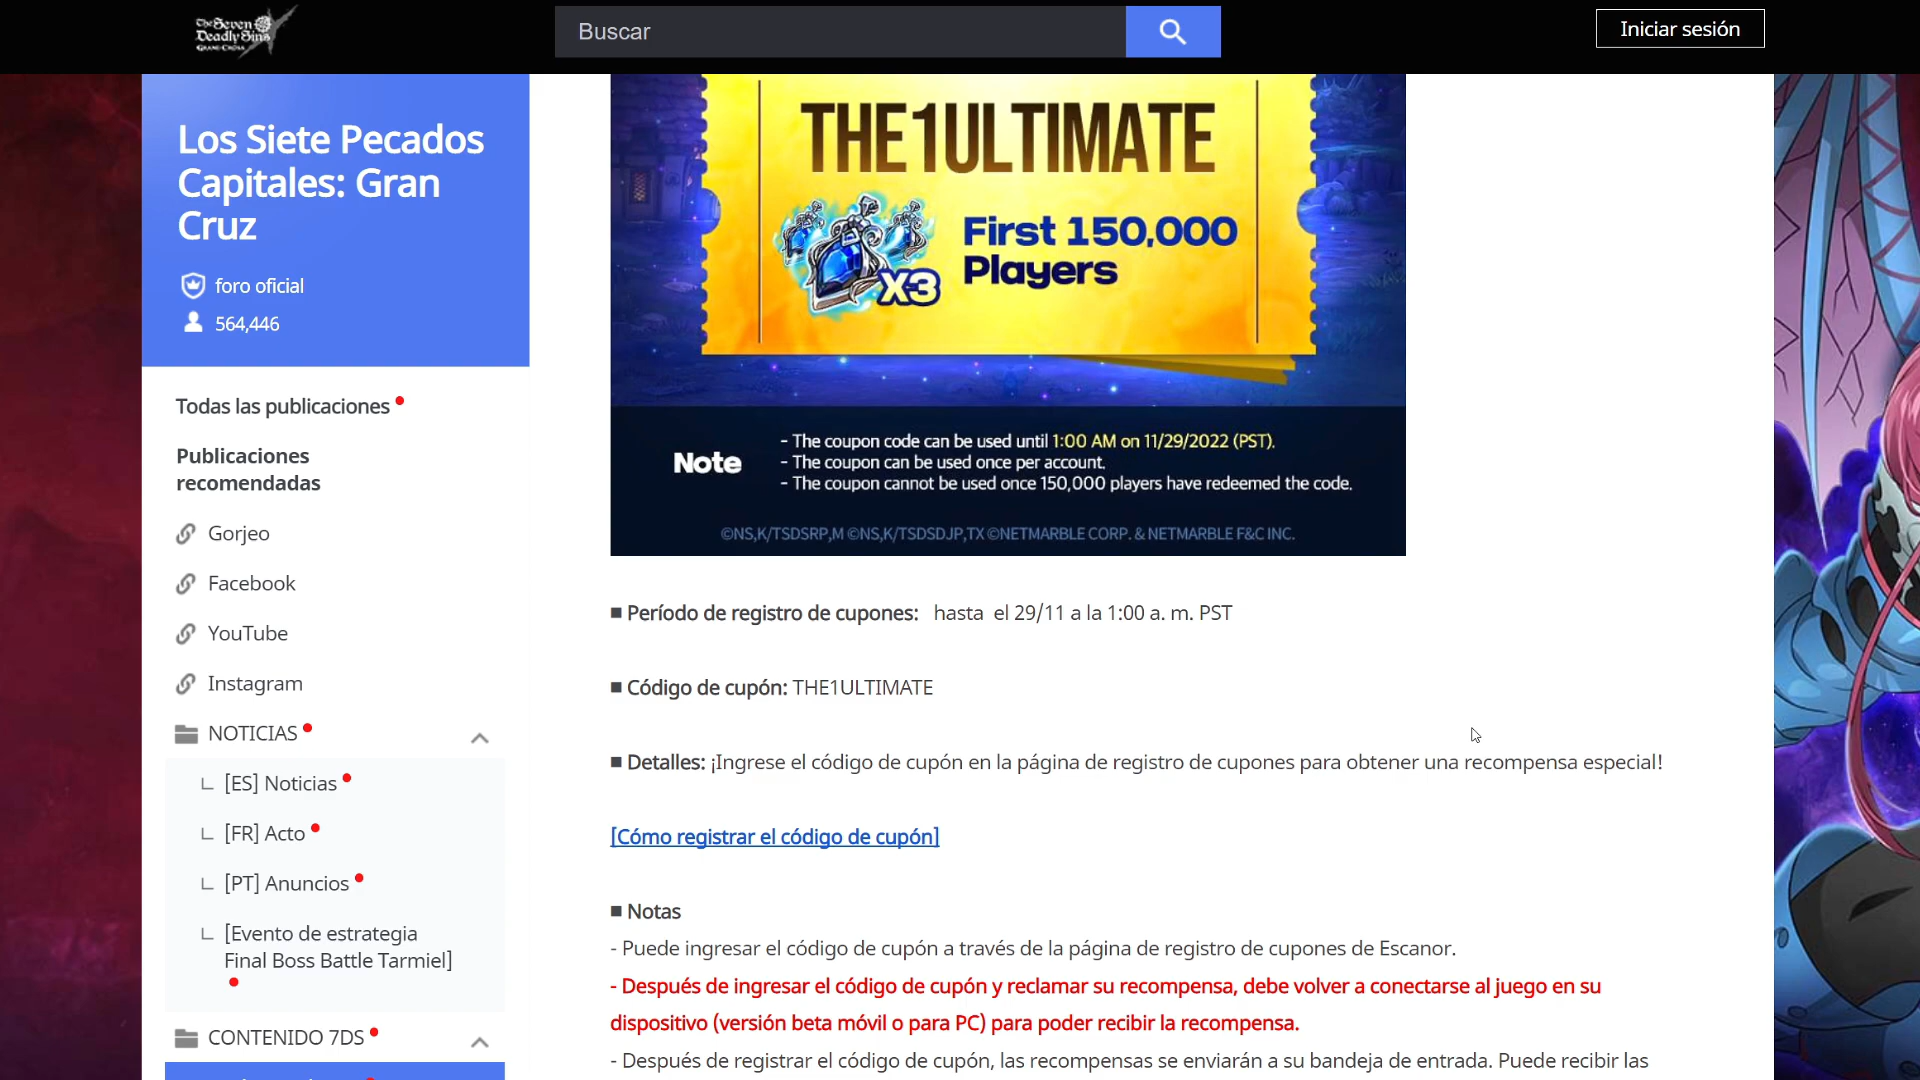 The Seven
Deadly Sins
GRAND CROSS
Buscar
Iniciar sesión
Los Siete Pecados
Capitales: Gran
Cruz
foro oficial
564,446
Todas las publicaciones
Publicaciones
recomendadas
Gorjeo
Facebook
YouTube
Instagram
NOTICIAS
[ES] Noticias
[FR] Acto
[PT] Anuncios
[Evento de estrategia
Final Boss Battle Tarmiel]
CONTENIDO 7DS
THE1ULTIMATE
First 150,000
Players
X3
Note
- The coupon code can be used until 1:00 AM on 11/29/2022 (PST).
- The coupon can be used once per account.
- The coupon cannot be used once 150,000 players have redeemed the code.
©NS,K/TSDSRP,M ©NS,K/TSDSDJP,TX ©NETMARBLE CORP. & NETMARBLE F&C INC.
■ Período de registro de cupones: hasta el 29/11 a la 1:00 a. m. PST
■ Código de cupón: THE1ULTIMATE
■ Detalles: ¡Ingrese el código de cupón en la página de registro de cupones para obtener una recompensa especial!
[Cómo registrar el código de cupón]
■ Notas
- Puede ingresar el código de cupón a través de la página de registro de cupones de Escanor.
- Después de ingresar el código de cupón y reclamar su recompensa, debe volver a conectarse al juego en su
dispositivo (versión beta móvil o para PC) para poder recibir la recompensa.
- Después de registrar el código de cupón, las recompensas se enviarán a su bandeja de entrada. Puede recibir las